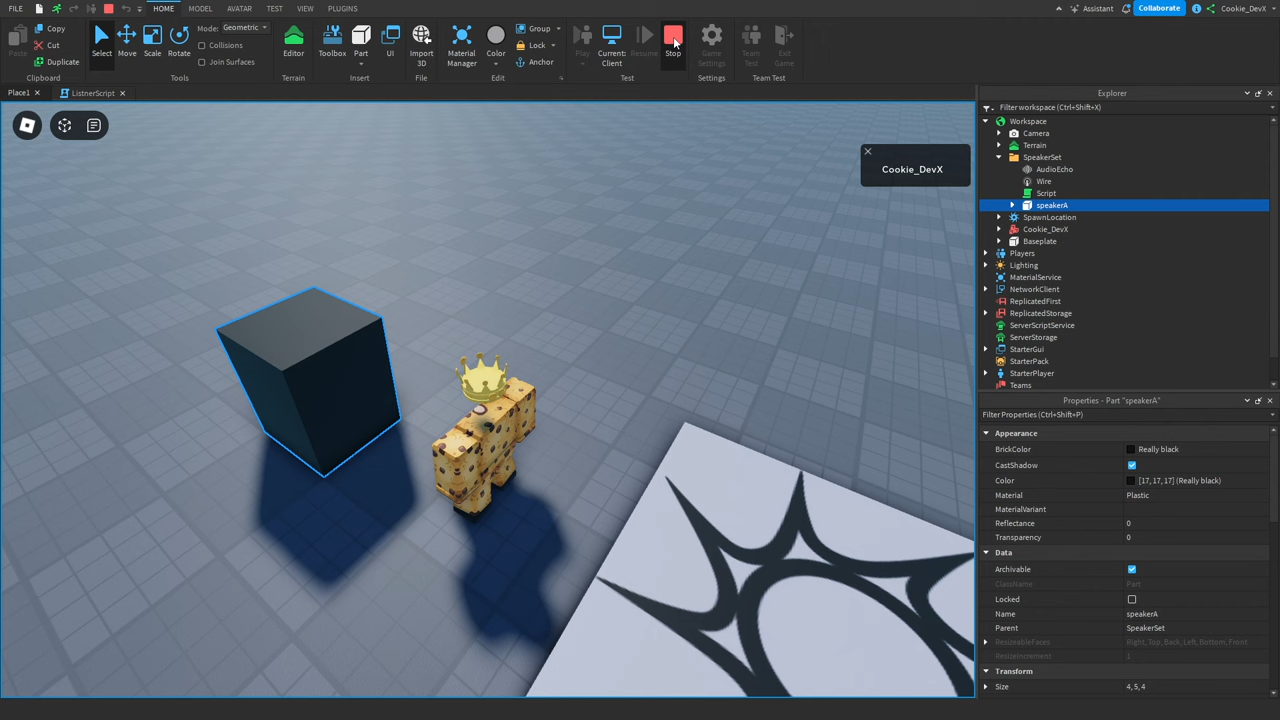 FILE HOME MODEL AVATAR TEST VIEW PLUGINS Assistant Collaborate Cookie_DevX
Paste Copy Cut Duplicate Select Move Scale Rotate Mode: Geometric Collisions Join Surfaces Editor Toolbox Part UI Import 3D Material Manager Color Group Lock Anchor Play Current: Client Resume Stop Game Settings Team Test Exit Game
Clipboard Tools Terrain Insert File Edit Test Settings Team Test
Place1 ListnerScript
Cookie_DevX
Explorer
Filter workspace (Ctrl+Shift+X)
Workspace
Camera
Terrain
SpeakerSet
AudioEcho
Wire
Script
speakerA
SpawnLocation
Cookie_DevX
Baseplate
Players
Lighting
MaterialService
NetworkClient
ReplicatedFirst
ReplicatedStorage
ServerScriptService
ServerStorage
StarterGui
StarterPack
StarterPlayer
Teams
Properties - Part "speakerA"
Filter Properties (Ctrl+Shift+P)
Appearance
BrickColor Really black
CastShadow
Color [17, 17, 17] (Really black)
Material Plastic
MaterialVariant
Reflectance 0
Transparency 0
Data
Archivable
ClassName Part
Locked
Name speakerA
Parent SpeakerSet
ResizeableFaces Right, Top, Back, Left, Bottom, Front
ResizeIncrement 1
Transform
Size 4, 5, 4